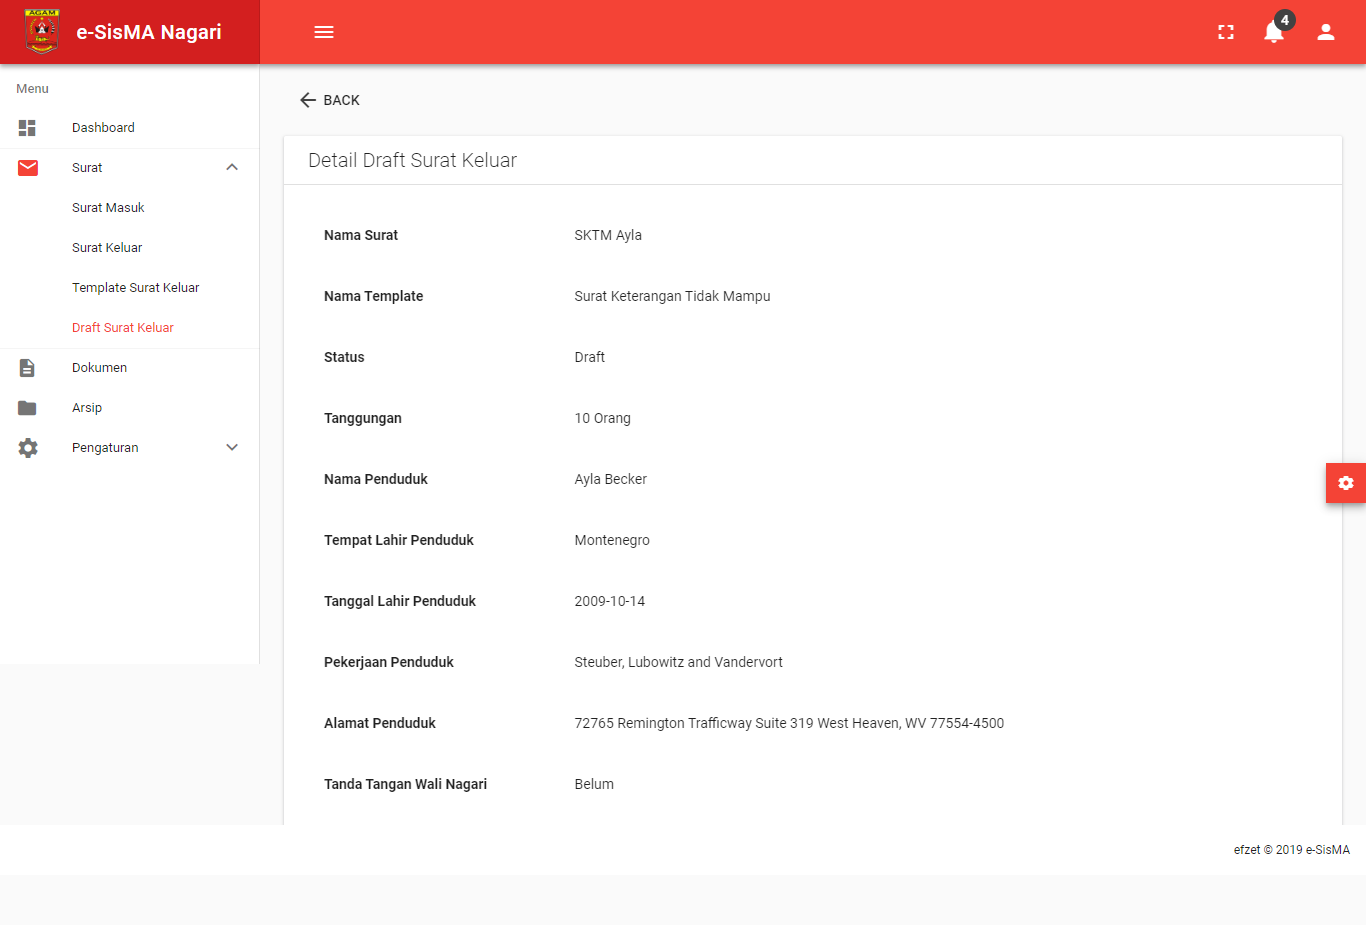 AGAM
e-SisMA Nagari
4
Menu
Dashboard
Surat
Surat Masuk
Surat Keluar
Template Surat Keluar
Draft Surat Keluar
Dokumen
Arsip
Pengaturan
BACK
Detail Draft Surat Keluar
Nama Surat SKTM Ayla
Nama Template Surat Keterangan Tidak Mampu
Status Draft
Tanggungan 10 Orang
Nama Penduduk Ayla Becker
Tempat Lahir Penduduk Montenegro
Tanggal Lahir Penduduk 2009-10-14
Pekerjaan Penduduk Steuber, Lubowitz and Vandervort
Alamat Penduduk 72765 Remington Trafficway Suite 319 West Heaven, WV 77554-4500
Tanda Tangan Wali Nagari Belum
efzet © 2019 e-SisMA